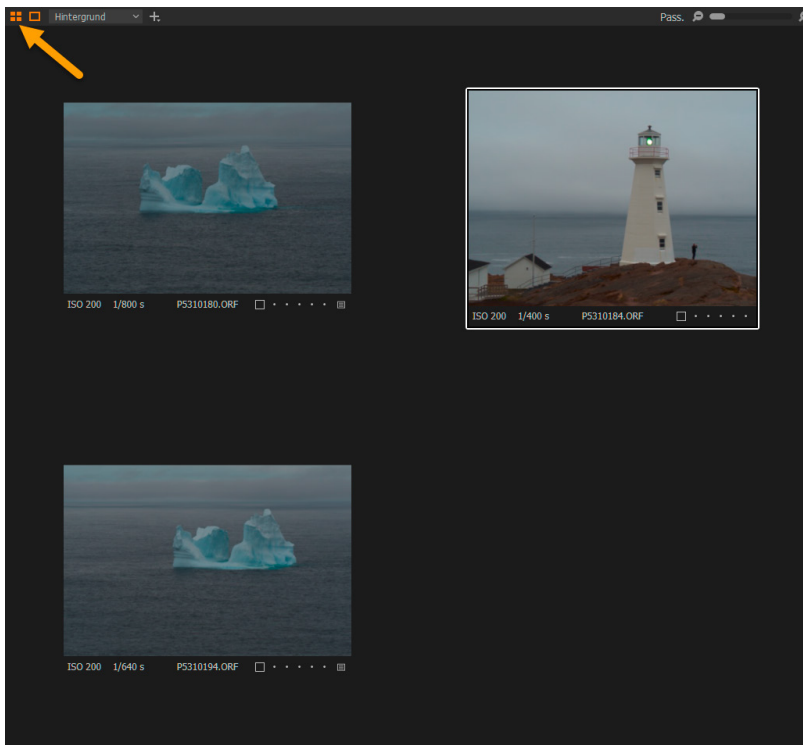 Hintergrund
Pass.
ISO 200 1/800 s P5310180.ORF
ISO 200 1/400 s P5310184.ORF
ISO 200 1/640 s P5310194.ORF